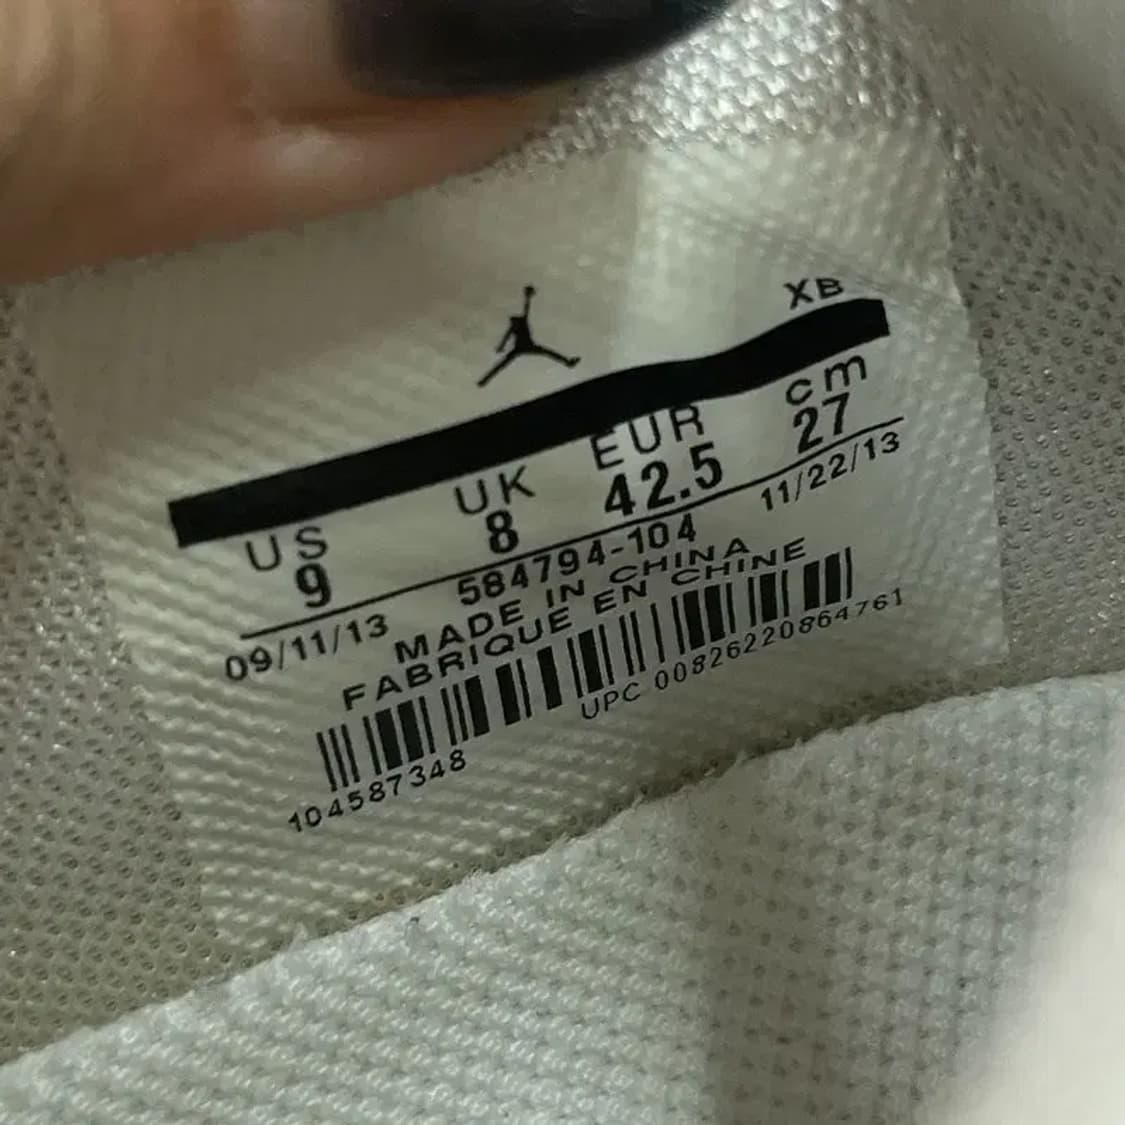 XB
US UK EUR cm
9 8 42.5 27
09/11/13 584794-104 11/22/13
MADE IN CHINA
FABRIQUE EN CHINE
104587348 UPC 00826220864761